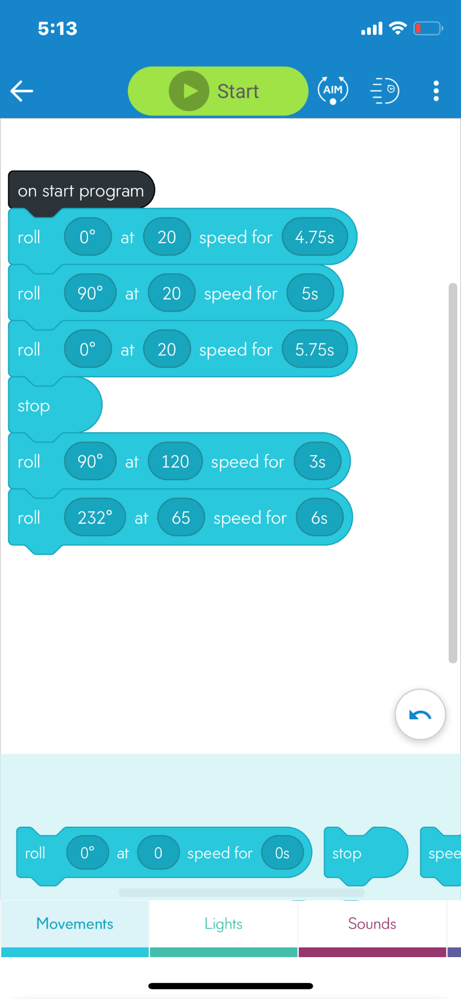 5:13
Start
AIM
on start program
roll 0° at 20 speed for 4.75s
roll 90° at 20 speed for 5s
roll 0° at 20 speed for 5.75s
stop
roll 90° at 120 speed for 3s
roll 232° at 65 speed for 6s
roll 0° at 0 speed for 0s stop spee
Movements Lights Sounds